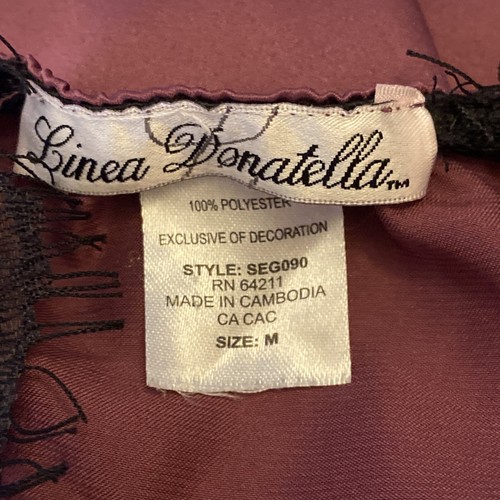 Linea Donatella™
100% POLYESTER
EXCLUSIVE OF DECORATION
STYLE: SEG090
RN 64211
MADE IN CAMBODIA
CA CAC
SIZE: M